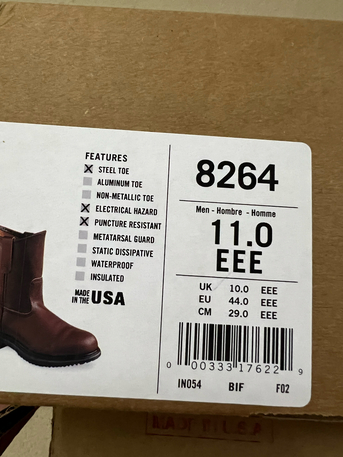 FEATURES
STEEL TOE
ALUMINUM TOE
NON-METALLIC TOE
ELECTRICAL HAZARD
PUNCTURE RESISTANT
METATARSAL GUARD
STATIC DISSIPATIVE
WATERPROOF
INSULATED
MADE IN THE USA
8264
Men - Hombre - Homme
11.0
EEE
UK 10.0 EEE
EU 44.0 EEE
CM 29.0 EEE
0 00333 17622 9
IN054 BIF F02
MADE IN U.S.A